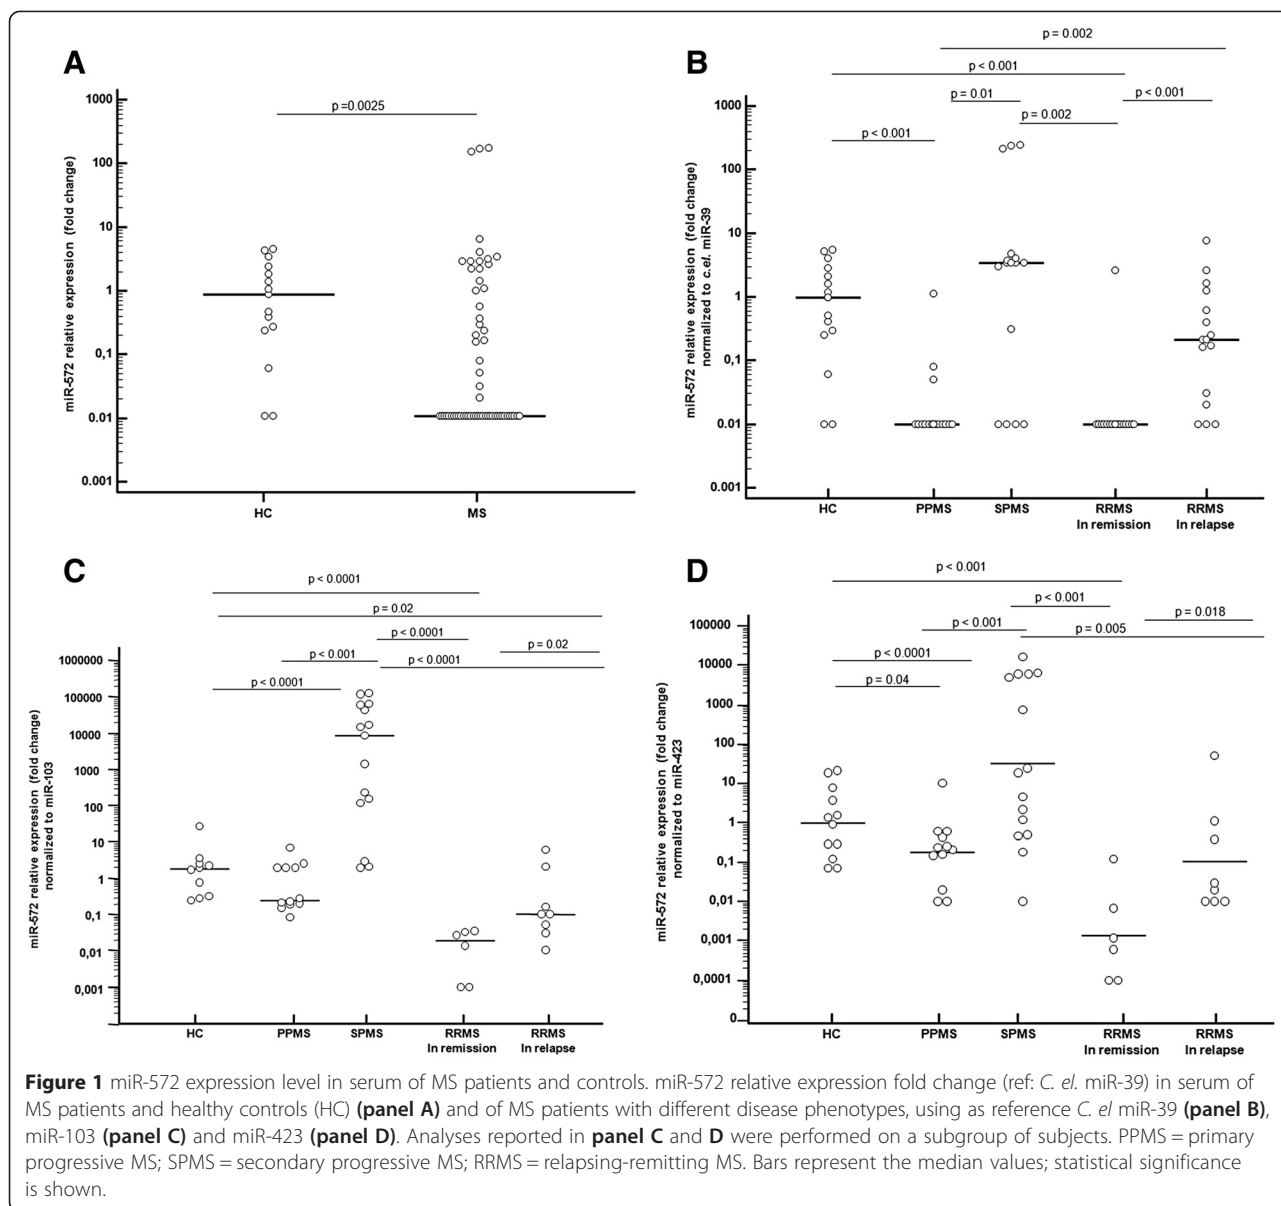 A
p =0.0025
miR-572 relative expression (fold change)
1000
100
10
1
0,1
0.01
0.001
HC
MS
B
p = 0.002
p < 0.001
p = 0.01
p < 0.001
p = 0.002
p < 0.001
miR-572 relative expression (fold change)
normalized to c.el. miR-39
1000
100
10
1
0.1
0.01
0.001
HC
PPMS
SPMS
RRMS
In remission
RRMS
In relapse
C
p < 0.0001
p = 0.02
p < 0.0001
p = 0.02
p < 0.001
p < 0.0001
p < 0.0001
miR-572 relative expression (fold change)
normalized to miR-103
1000000
100000
10000
1000
100
10
1
0,1
0,01
0,001
HC
PPMS
SPMS
RRMS
In remission
RRMS
In relapse
D
p < 0.001
p < 0.001
p = 0.018
p < 0.001
p = 0.005
p < 0.0001
p = 0.04
miR-572 relative expression (fold change)
normalized to miR-423
100000
10000
1000
100
10
1
0,1
0,01
0,001
0,0001
0
HC
PPMS
SPMS
RRMS
In remission
RRMS
In relapse
Figure 1 miR-572 expression level in serum of MS patients and controls. miR-572 relative expression fold change (ref: C. el. miR-39) in serum of
MS patients and healthy controls (HC) (panel A) and of MS patients with different disease phenotypes, using as reference C. el miR-39 (panel B),
miR-103 (panel C) and miR-423 (panel D). Analyses reported in panel C and D were performed on a subgroup of subjects. PPMS = primary
progressive MS; SPMS = secondary progressive MS; RRMS = relapsing-remitting MS. Bars represent the median values; statistical significance
is shown.